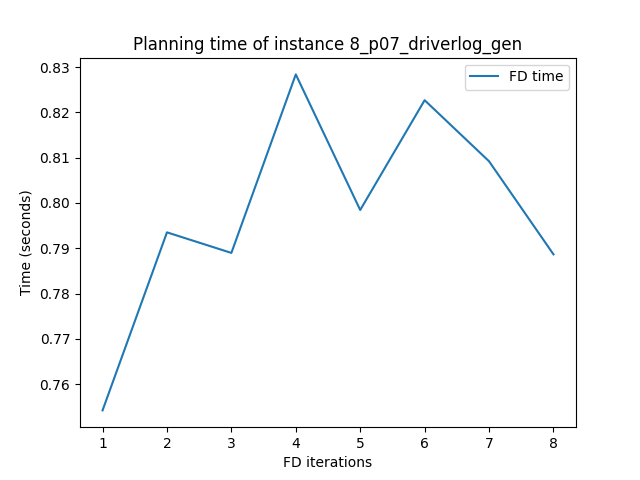 Planning time of instance 8_p07_driverlog_gen
FD time
0.83
0.82
0.81
0.80
0.79
0.78
0.77
0.76
Time (seconds)
1 2 3 4 5 6 7 8
FD iterations